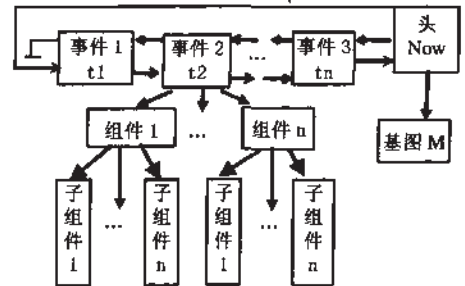 事件 1
t1
事件 2
t2
...
事件 3
tn
头
Now
组件 1
...
组件 n
基图 M
子组件 1
...
子组件 n
子组件 1
...
子组件 n